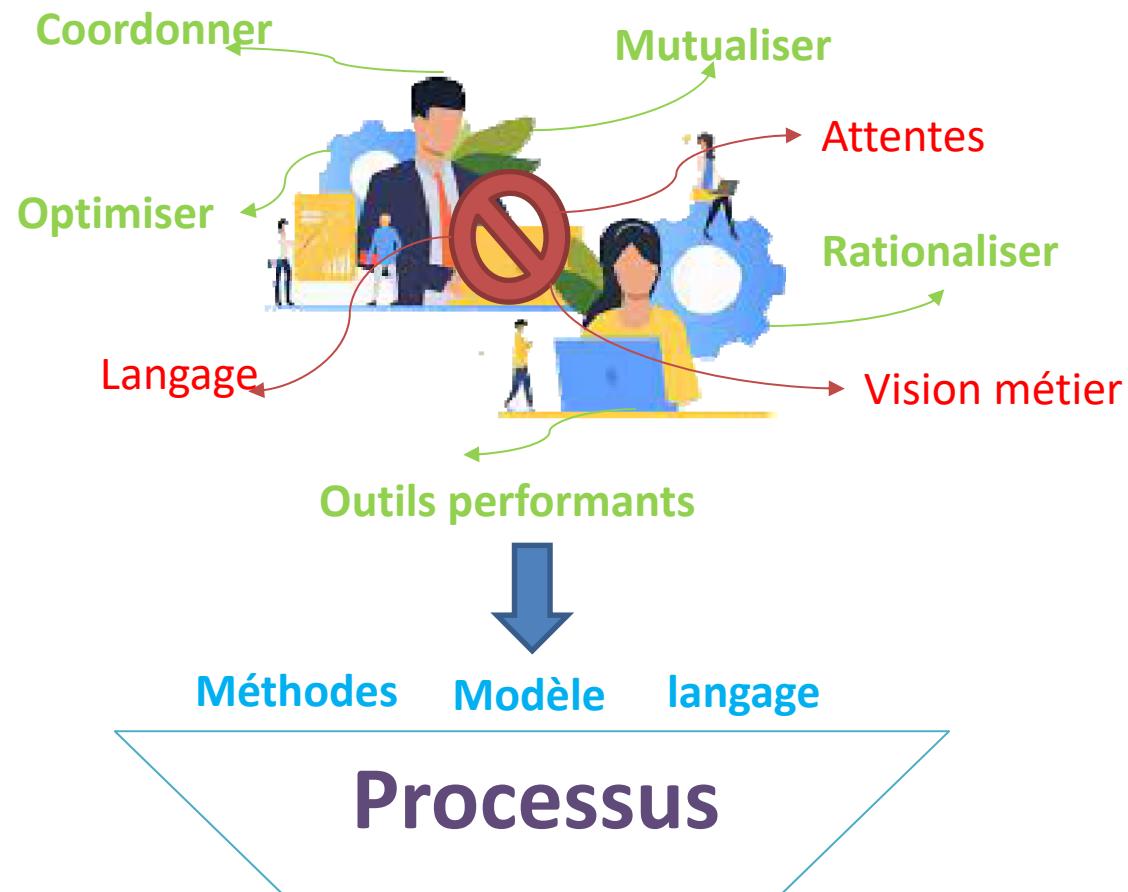 Coordonner
Mutualiser
Attentes
Optimiser
Rationaliser
Langage
Vision métier
Outils performants
Méthodes Modèle langage
Processus